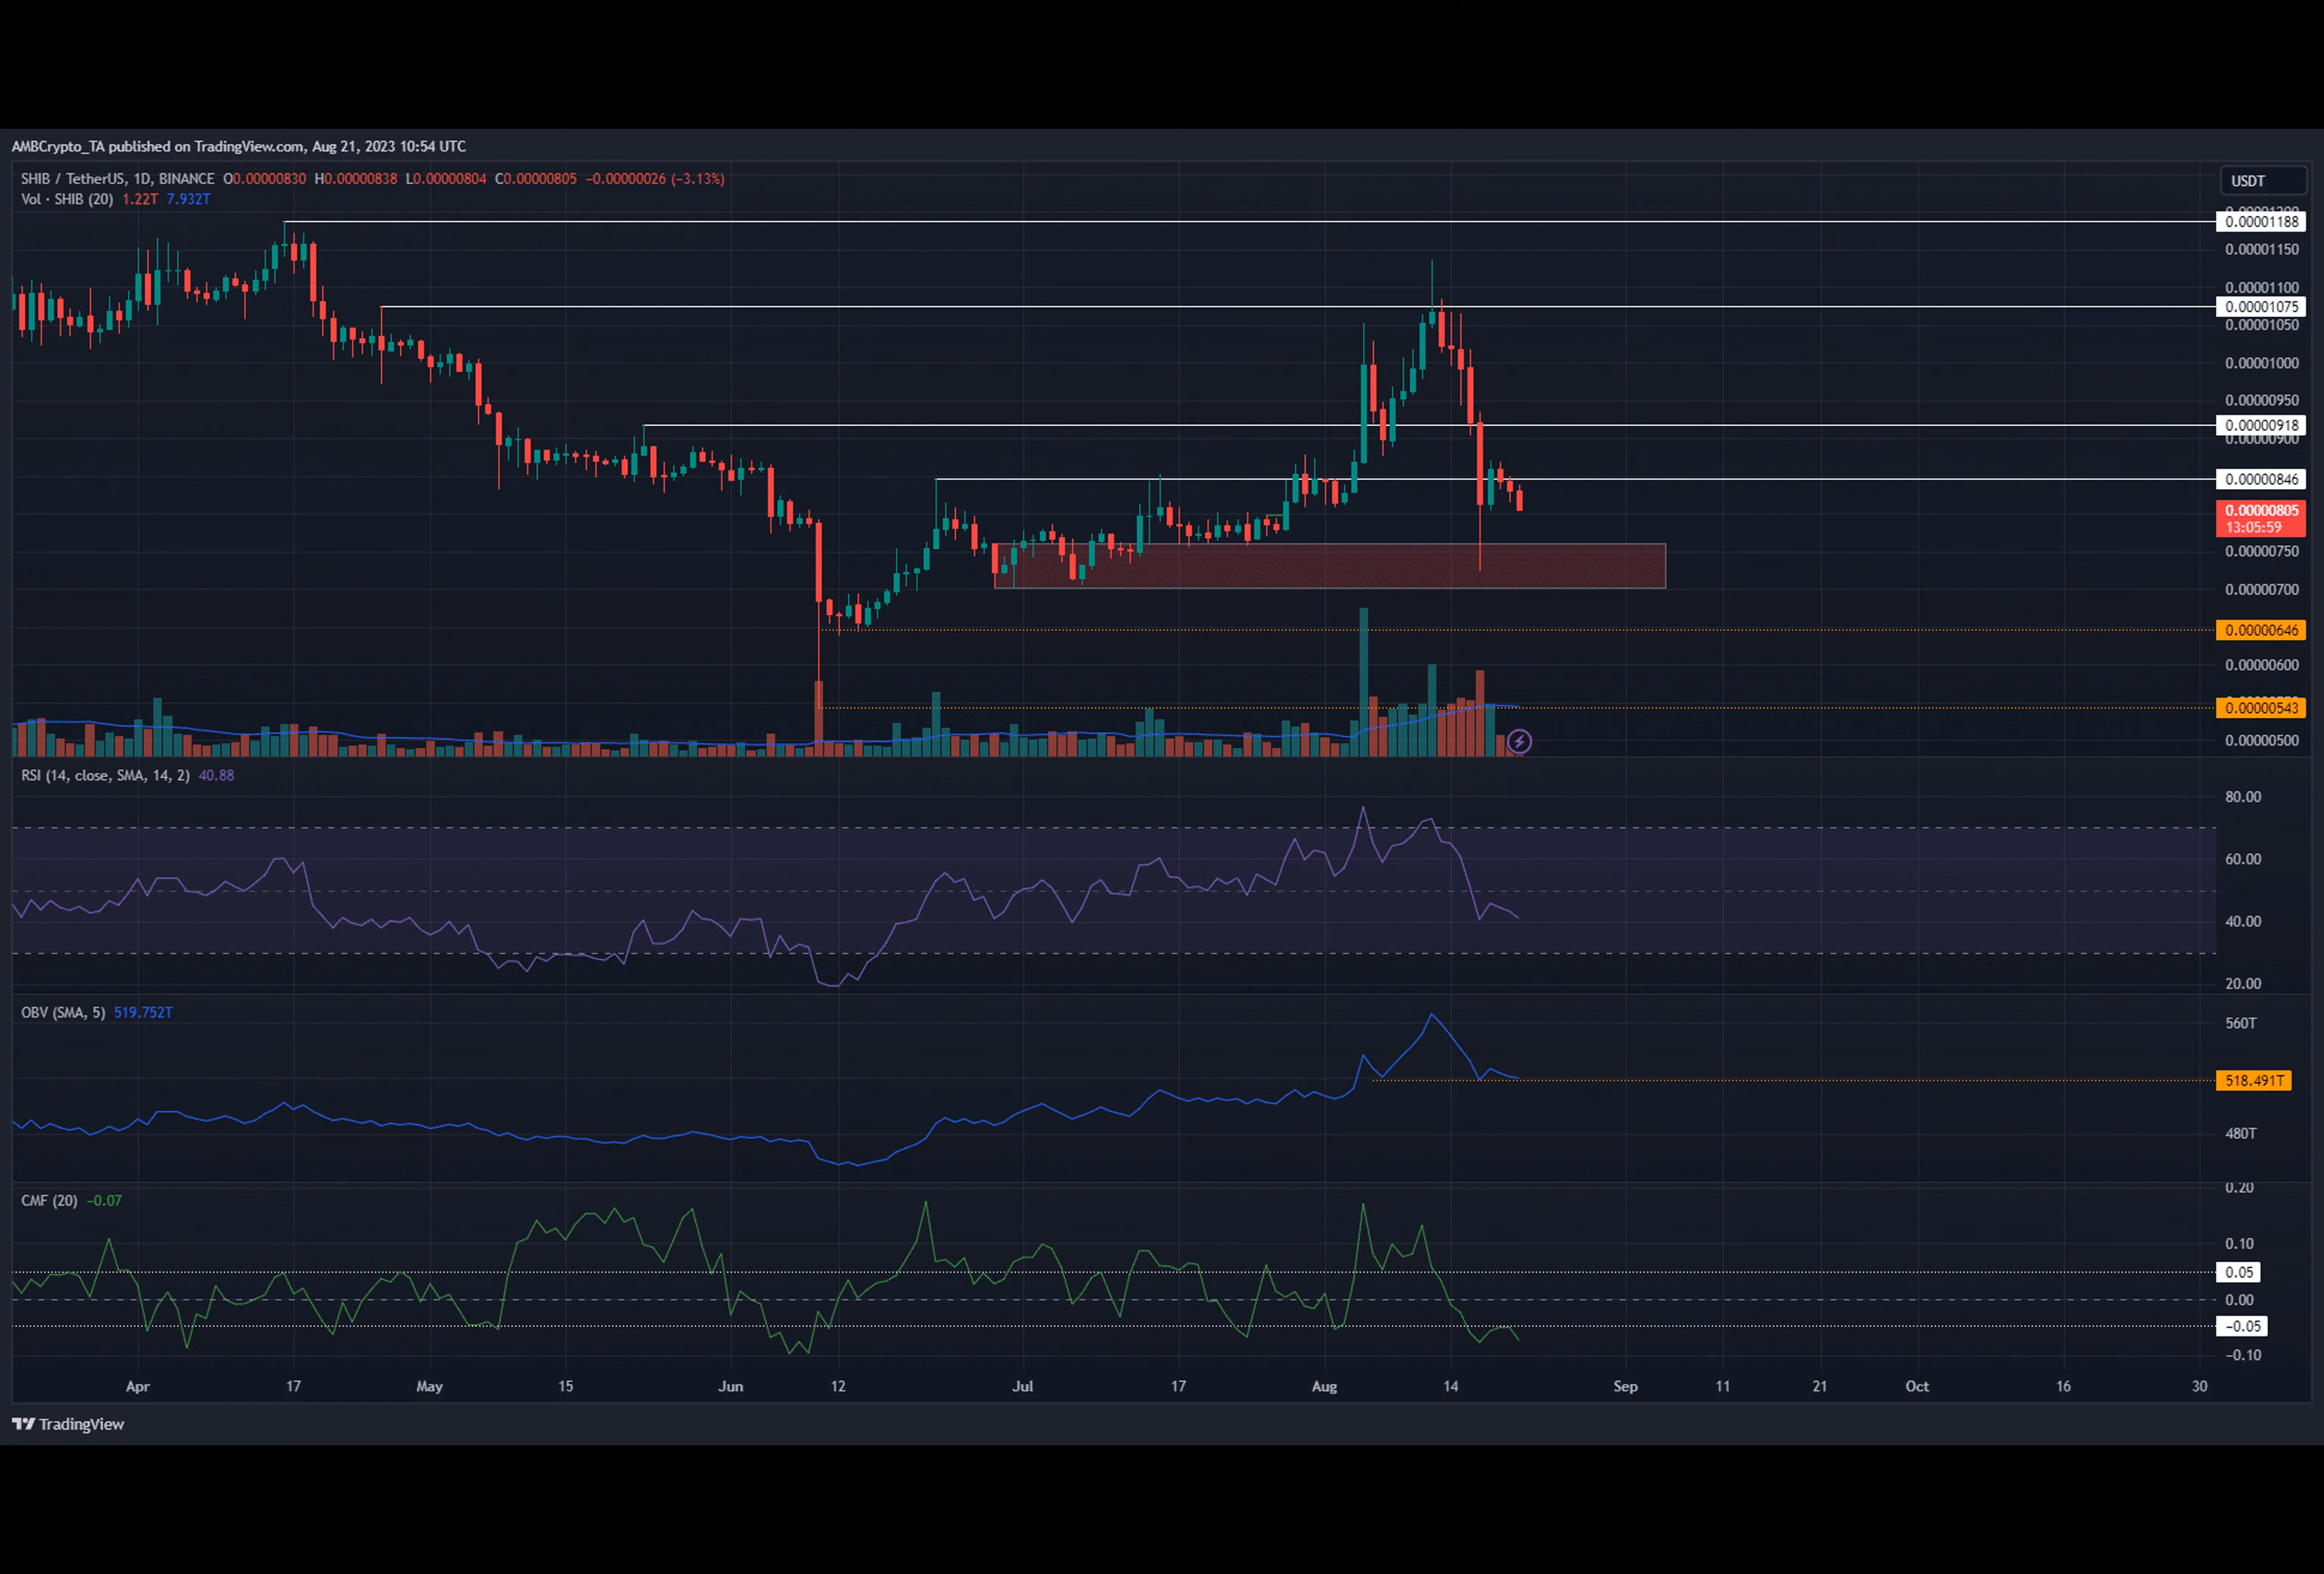 AMBCrypto_TA published on TradingView.com, Aug 21, 2023 10:54 UTC
SHIB / TetherUS, 1D, BINANCE O0.00000830 H0.00000838 L0.00000804 C0.00000805 −0.00000026 (−3.13%)
USDT
Vol · SHIB (20) 1.22T 7.932T
0.00001188
0.00001150
0.00001100
0.00001075
0.00001050
0.00001000
0.00000950
0.00000918
0.00000900
0.00000846
0.00000805
13:05:59
0.00000750
0.00000700
0.00000646
0.00000600
0.00000543
0.00000500
RSI (14, close, SMA, 14, 2) 40.88
80.00
60.00
40.00
20.00
OBV (SMA, 5) 519.752T
560T
518.491T
480T
CMF (20) −0.07
0.20
0.10
0.05
0.00
−0.05
−0.10
Apr 17 May 15 Jun 12 Jul 17 Aug 14 Sep 11 21 Oct 16 30
TradingView